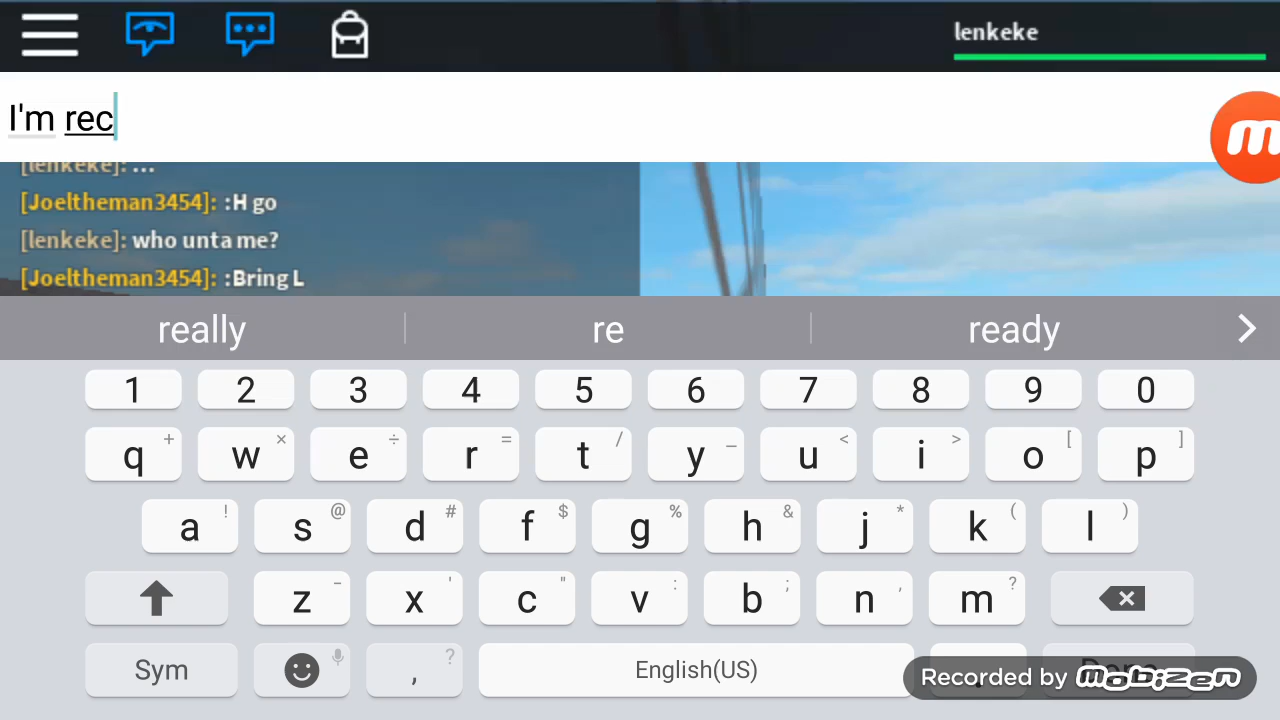 lenkeke
I'm rec
[lenkeke]: ...
[Joeltheman3454]: :H go
[lenkeke]: who unta me?
[Joeltheman3454]: :Bring L
really re ready
1 2 3 4 5 6 7 8 9 0
q + w × e ÷ r = t / y _ u < i > o [ p ]
a ! s @ d # f $ g % h & j * k ( l )
z - x ' c " v : b ; n , m ?
Sym , ? English(US)
Recorded by mobizen